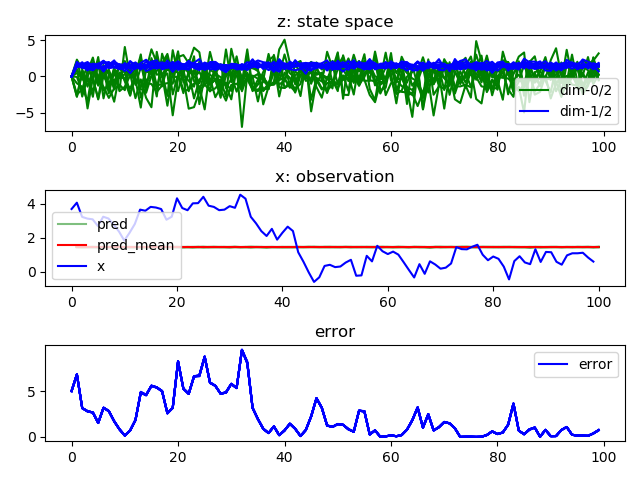 z: state space
5
0
−5
dim-0/2
dim-1/2
0 20 40 60 80 100
x: observation
4
2
0
pred
pred_mean
x
0 20 40 60 80 100
error
5
0
error
0 20 40 60 80 100